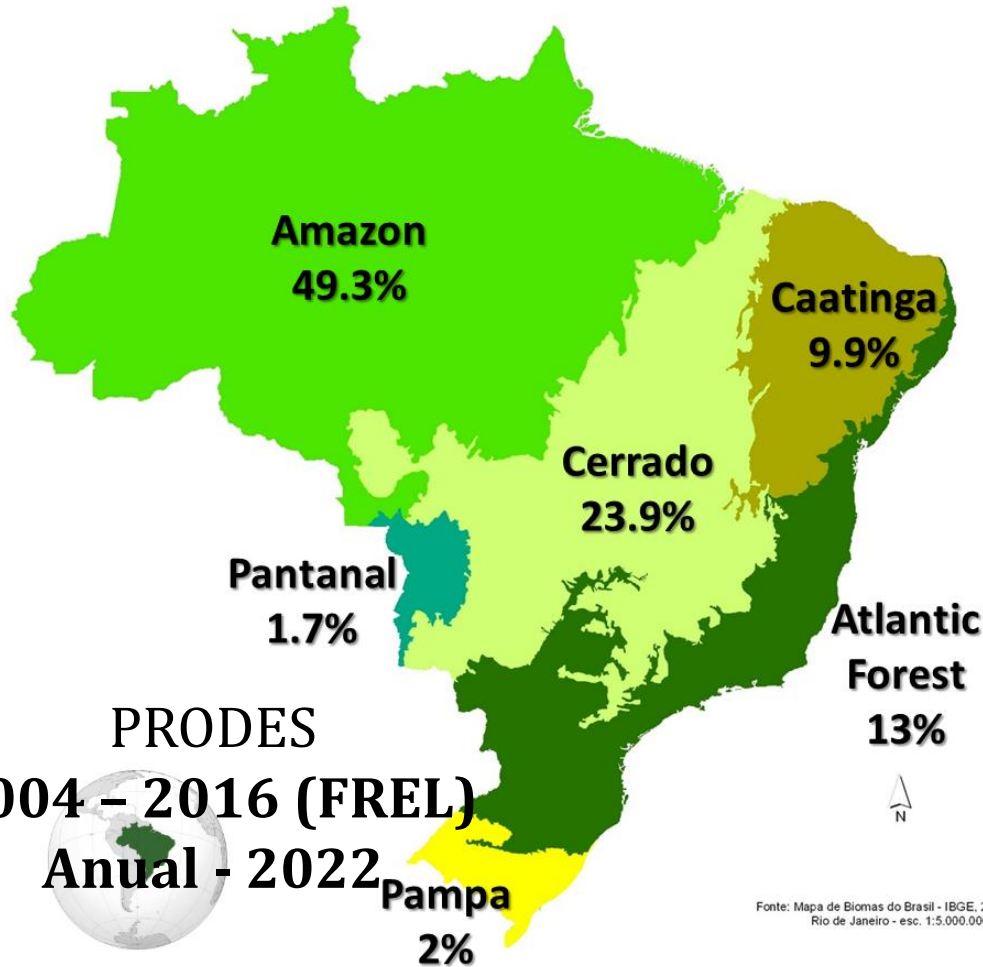 Amazon
49.3%
Caatinga
9.9%
Cerrado
23.9%
Pantanal
1.7%
Atlantic
Forest
13%
PRODES
004 – 2016 (FREL)
Anual - 2022
Pampa
2%
N
Fonte: Mapa de Biomas do Brasil - IBGE, 2
Rio de Janeiro - esc. 1:5.000.00